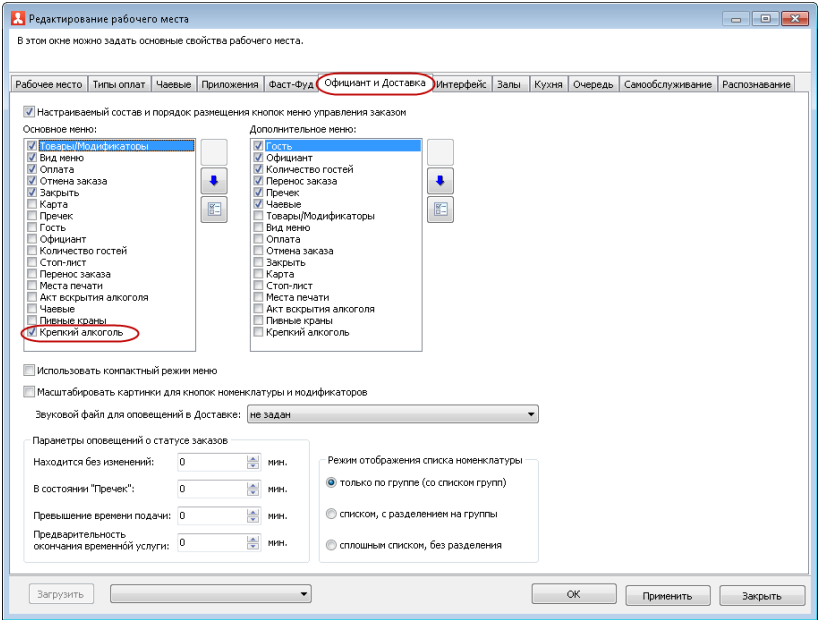 Редактирование рабочего места
В этом окне можно задать основные свойства рабочего места.
Рабочее место Типы оплат Чаевые Приложения Фаст-Фуд Официант и Доставка Интерфейс Залы Кухня Очередь Самообслуживание Распознавание
Настраиваемый состав и порядок размещения кнопок меню управления заказом
Основное меню:
Товары/Модификаторы
Вид меню
Оплата
Отмена заказа
Закрыть
Карта
Пречек
Гость
Официант
Количество гостей
Стоп-лист
Перенос заказа
Места печати
Акт вскрытия алкоголя
Чаевые
Пивные краны
Крепкий алкоголь
Дополнительное меню:
Гость
Официант
Количество гостей
Перенос заказа
Пречек
Чаевые
Товары/Модификаторы
Вид меню
Оплата
Отмена заказа
Закрыть
Карта
Стоп-лист
Места печати
Акт вскрытия алкоголя
Пивные краны
Крепкий алкоголь
Использовать компактный режим меню
Масштабировать картинки для кнопок номенклатуры и модификаторов
Звуковой файл для оповещений в Доставке: не задан
Параметры оповещений о статусе заказов
Находится без изменений: 0 мин.
В состоянии "Пречек": 0 мин.
Превышение времени подачи: 0 мин.
Предварительность
окончания временной услуги: 0 мин.
Режим отображения списка номенклатуры
только по группе (со списком групп)
списком, с разделением на группы
сплошным списком, без разделения
Загрузить
OK Применить Закрыть